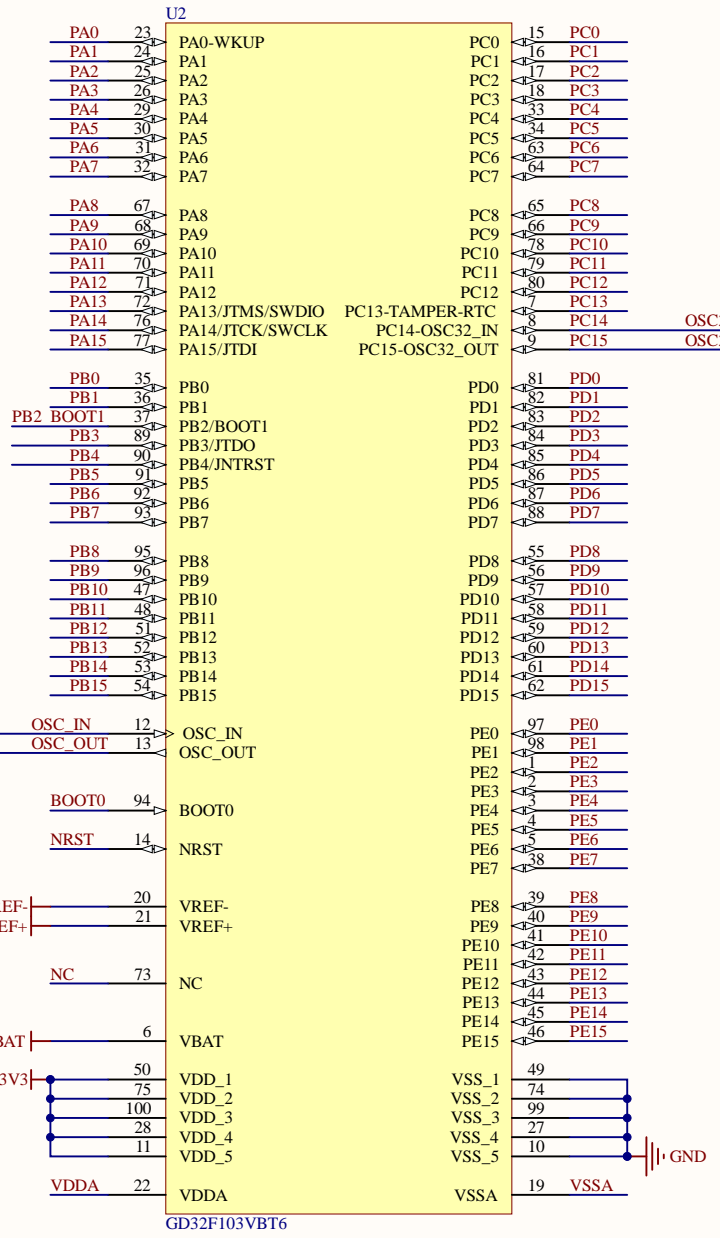 U2
PA0 23 PA0-WKUP PC0 15 PC0
PA1 24 PA1 PC1 16 PC1
PA2 25 PA2 PC2 17 PC2
PA3 26 PA3 PC3 18 PC3
PA4 29 PA4 PC4 33 PC4
PA5 30 PA5 PC5 34 PC5
PA6 31 PA6 PC6 63 PC6
PA7 32 PA7 PC7 64 PC7
PA8 67 PA8 PC8 65 PC8
PA9 68 PA9 PC9 66 PC9
PA10 69 PA10 PC10 78 PC10
PA11 70 PA11 PC11 79 PC11
PA12 71 PA12 PC12 80 PC12
PA13 72 PA13/JTMS/SWDIO PC13-TAMPER-RTC 7 PC13
PA14 76 PA14/JTCK/SWCLK PC14-OSC32_IN 8 PC14
PA15 77 PA15/JTDI PC15-OSC32_OUT 9 PC15
PB0 35 PB0 PD0 81 PD0
PB1 36 PB1 PD1 82 PD1
PB2 BOOT1 37 PB2/BOOT1 PD2 83 PD2
PB3 89 PB3/JTDO PD3 84 PD3
PB4 90 PB4/JNTRST PD4 85 PD4
PB5 91 PB5 PD5 86 PD5
PB6 92 PB6 PD6 87 PD6
PB7 93 PB7 PD7 88 PD7
PB8 95 PB8 PD8 55 PD8
PB9 96 PB9 PD9 56 PD9
PB10 47 PB10 PD10 57 PD10
PB11 48 PB11 PD11 58 PD11
PB12 51 PB12 PD12 59 PD12
PB13 52 PB13 PD13 60 PD13
PB14 53 PB14 PD14 61 PD14
PB15 54 PB15 PD15 62 PD15
OSC_IN 12 OSC_IN PE0 97 PE0
OSC_OUT 13 OSC_OUT PE1 98 PE1
PE2 1 PE2
PE3 2 PE3
BOOT0 94 BOOT0 PE4 3 PE4
PE5 4 PE5
NRST 14 NRST PE6 5 PE6
PE7 38 PE7
20 VREF- PE8 39 PE8
21 VREF+ PE9 40 PE9
PE10 41 PE10
PE11 42 PE11
NC 73 NC PE12 43 PE12
PE13 44 PE13
PE14 45 PE14
6 VBAT PE15 46 PE15
50 VDD_1 VSS_1 49
75 VDD_2 VSS_2 74
100 VDD_3 VSS_3 99
28 VDD_4 VSS_4 27
11 VDD_5 VSS_5 10 GND
VDDA 22 VDDA VSSA 19 VSSA
GD32F103VBT6